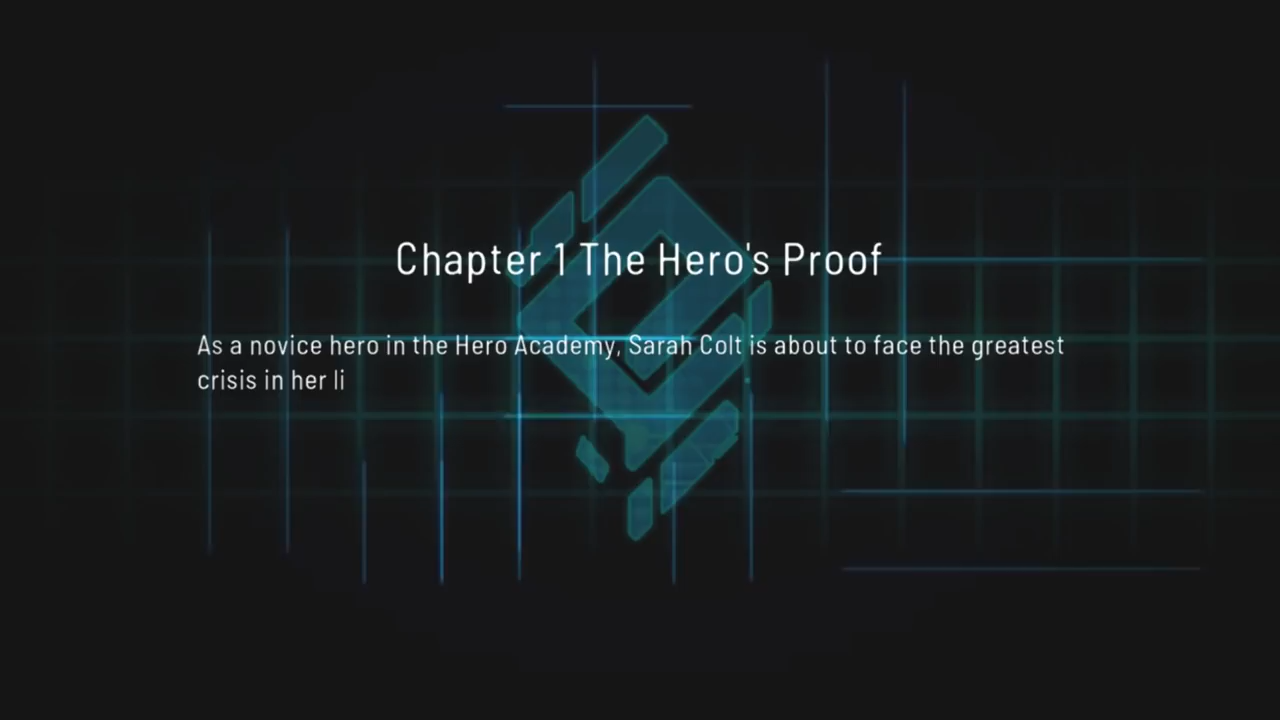 Chapter 1 The Hero's Proof
As a novice hero in the Hero Academy, Sarah Colt is about to face the greatest
crisis in her li